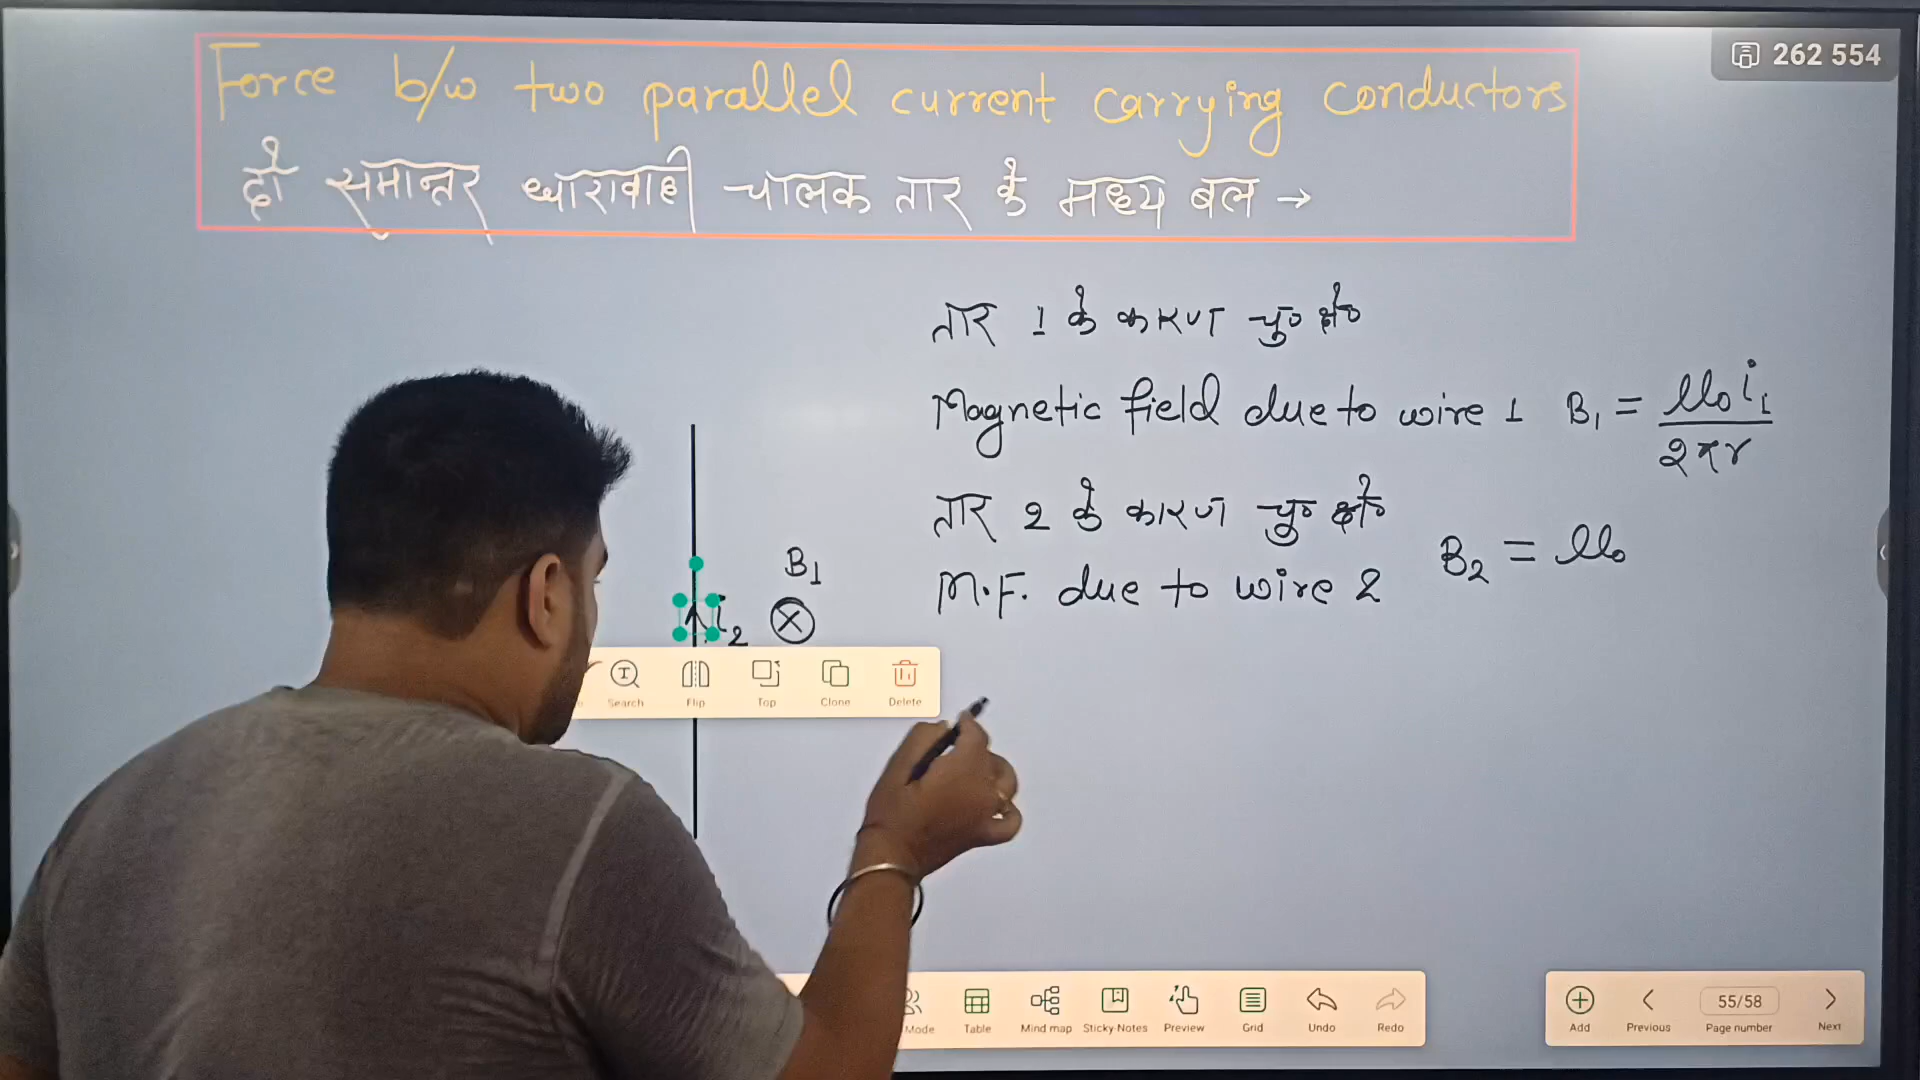 262 554
Force b/w two parallel current carrying conductors
दो समान्तर धारावाही चालक तार के मध्य बल →
तार 1 के कारण चु० क्षे०
Magnetic field due to wire 1 B₁ = μ₀i₁ / 2πr
तार 2 के कारण चु० क्षे०
M.F. due to wire 2 B₂ = μ₀
B₁
i₂
Search Flip Top Clone Delete
Mode Table Mind map Sticky Notes Preview Grid Undo Redo
Add Previous 55/58 Page number Next